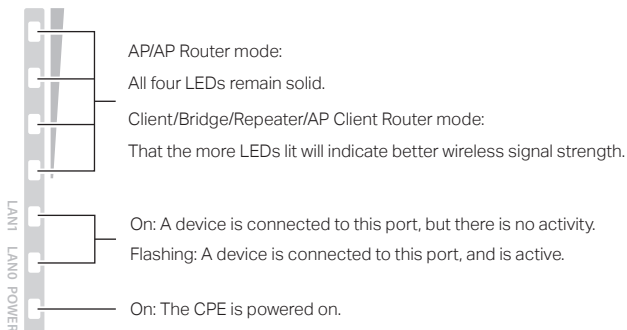 AP/AP Router mode:
All four LEDs remain solid.
Client/Bridge/Repeater/AP Client Router mode:
That the more LEDs lit will indicate better wireless signal strength.
LAN1
On: A device is connected to this port, but there is no activity.
LAN0
Flashing: A device is connected to this port, and is active.
POWER
On: The CPE is powered on.